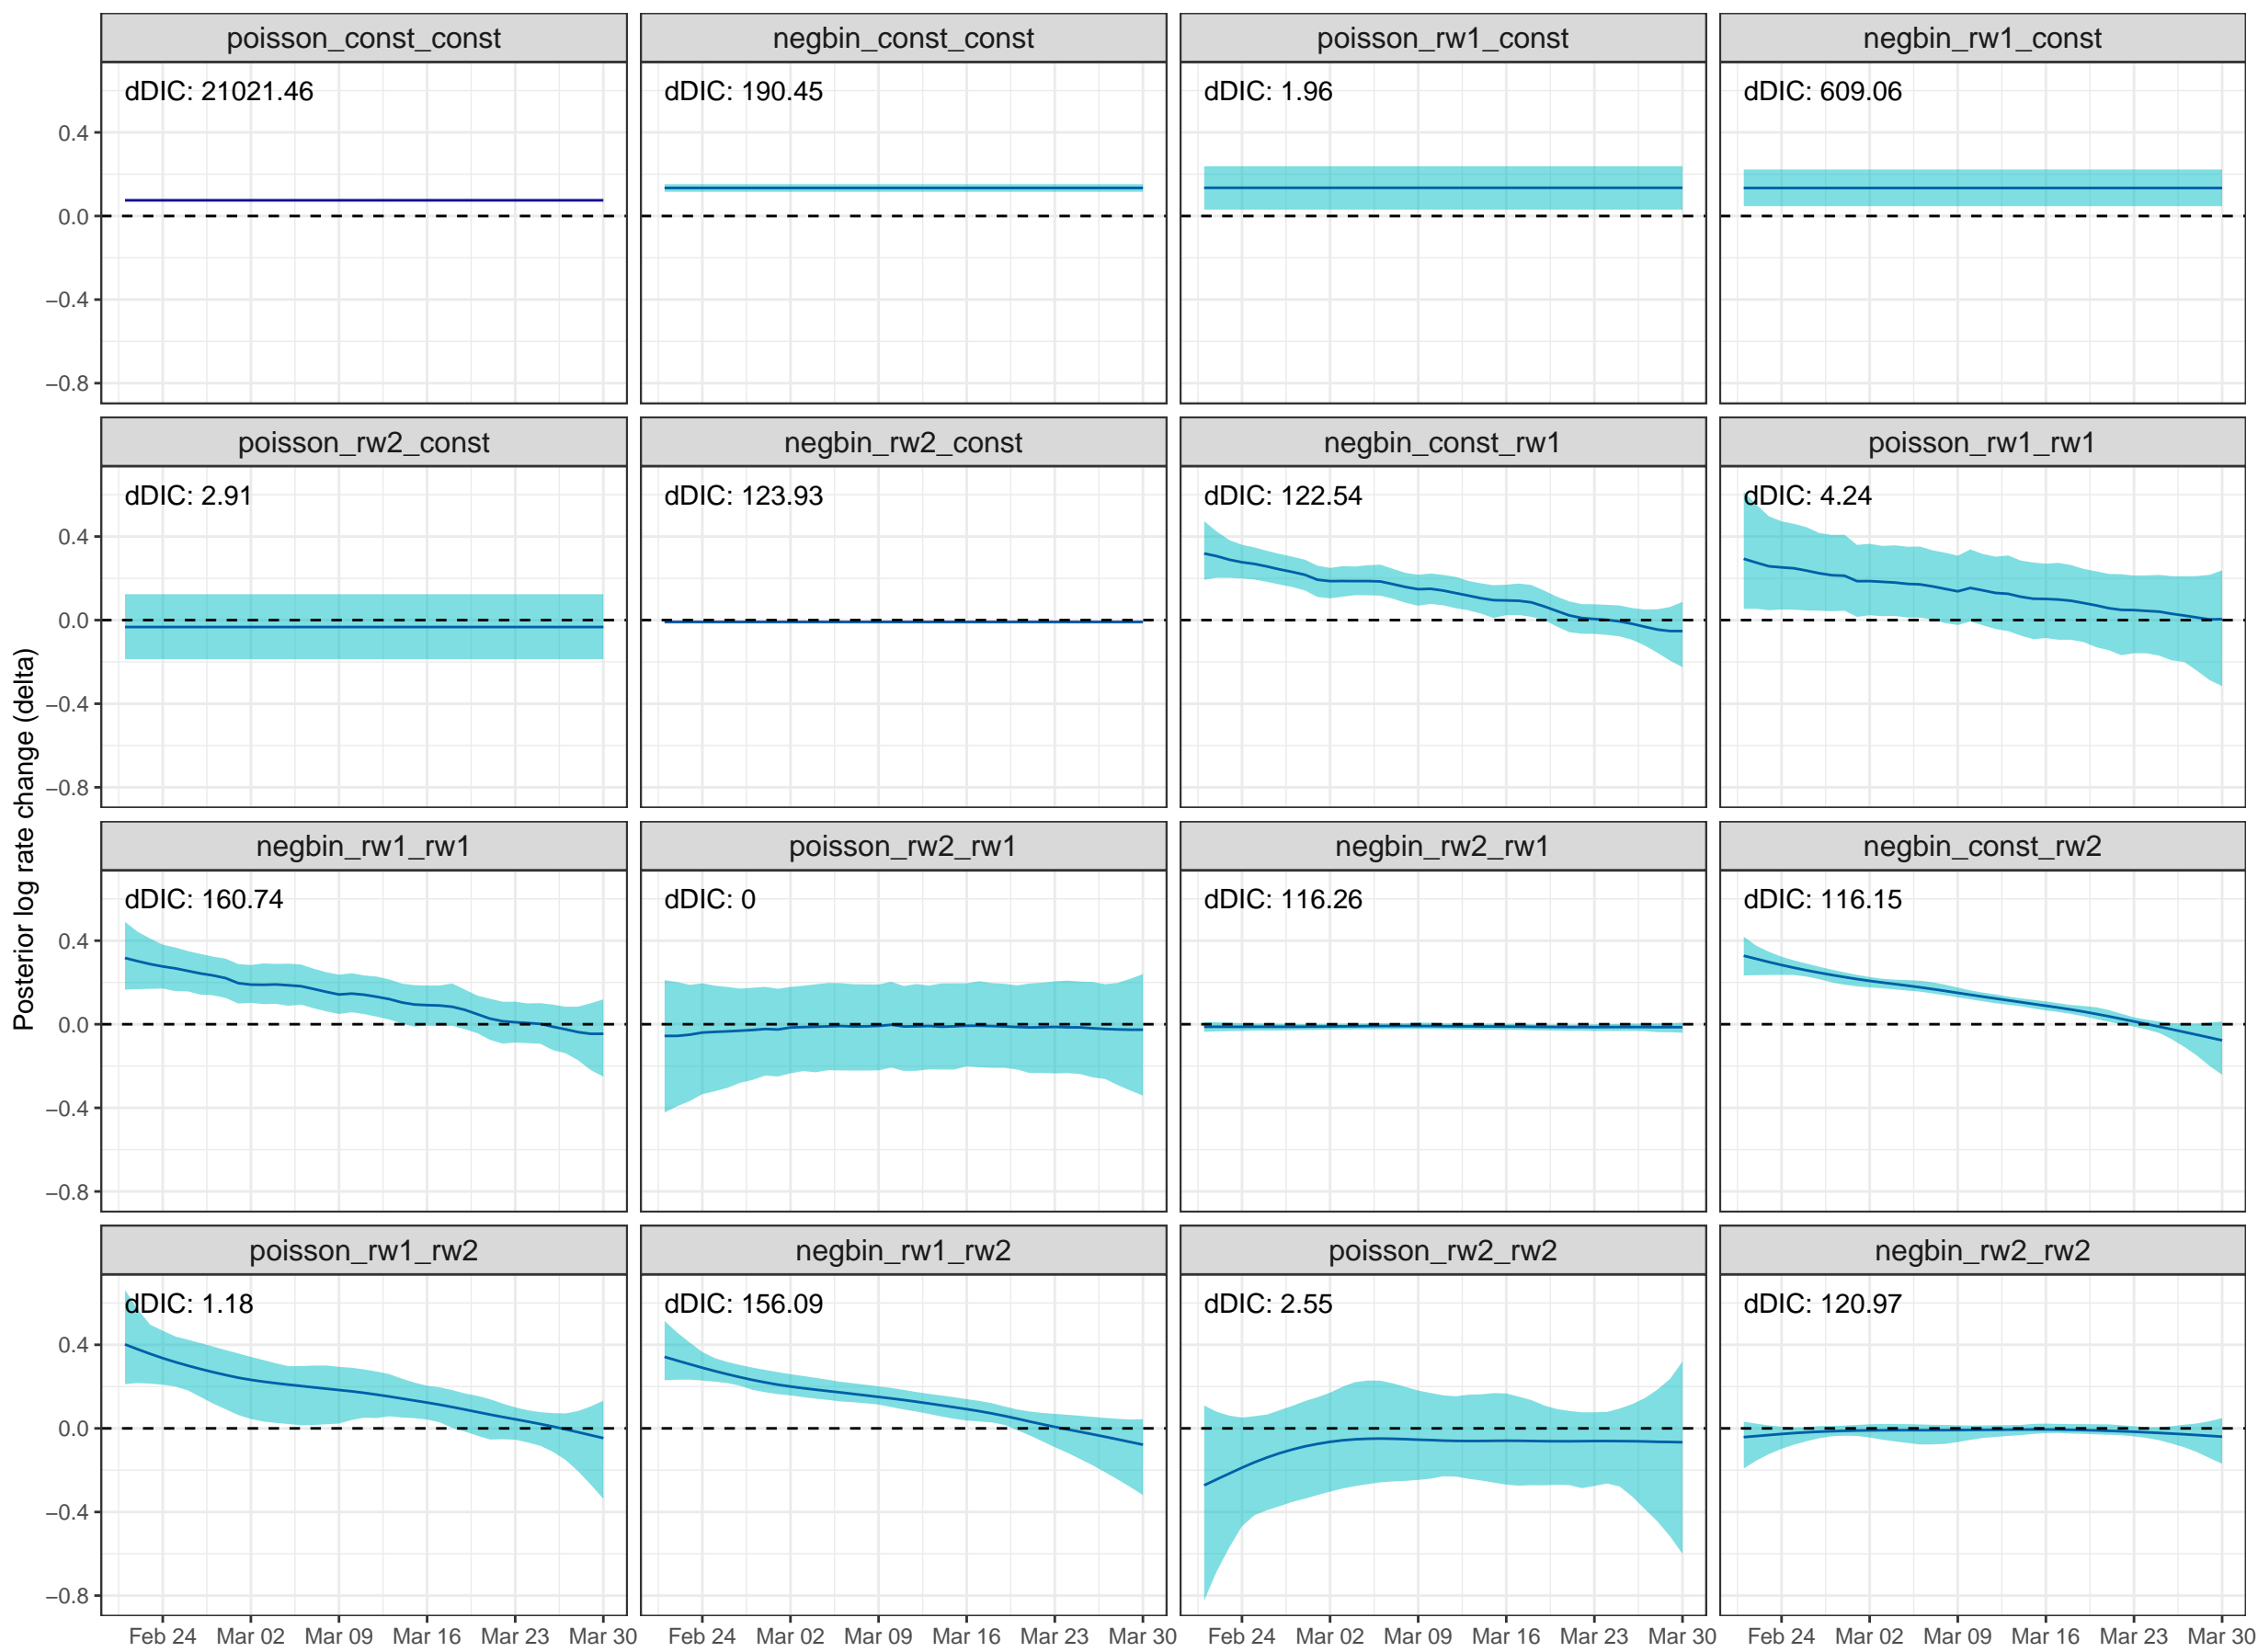 poisson_const_const
negbin_const_const
poisson_rw1_const
negbin_rw1_const
dDIC: 21021.46
dDIC: 190.45
dDIC: 1.96
dDIC: 609.06
0.4
0.0
−0.4
−0.8
poisson_rw2_const
negbin_rw2_const
negbin_const_rw1
poisson_rw1_rw1
dDIC: 2.91
dDIC: 123.93
dDIC: 122.54
dDIC: 4.24
0.4
0.0
−0.4
−0.8
Posterior log rate change (delta)
negbin_rw1_rw1
poisson_rw2_rw1
negbin_rw2_rw1
negbin_const_rw2
dDIC: 160.74
dDIC: 0
dDIC: 116.26
dDIC: 116.15
0.4
0.0
−0.4
−0.8
poisson_rw1_rw2
negbin_rw1_rw2
poisson_rw2_rw2
negbin_rw2_rw2
dDIC: 1.18
dDIC: 156.09
dDIC: 2.55
dDIC: 120.97
0.4
0.0
−0.4
−0.8
Feb 24 Mar 02 Mar 09 Mar 16 Mar 23 Mar 30
Feb 24 Mar 02 Mar 09 Mar 16 Mar 23 Mar 30
Feb 24 Mar 02 Mar 09 Mar 16 Mar 23 Mar 30
Feb 24 Mar 02 Mar 09 Mar 16 Mar 23 Mar 30